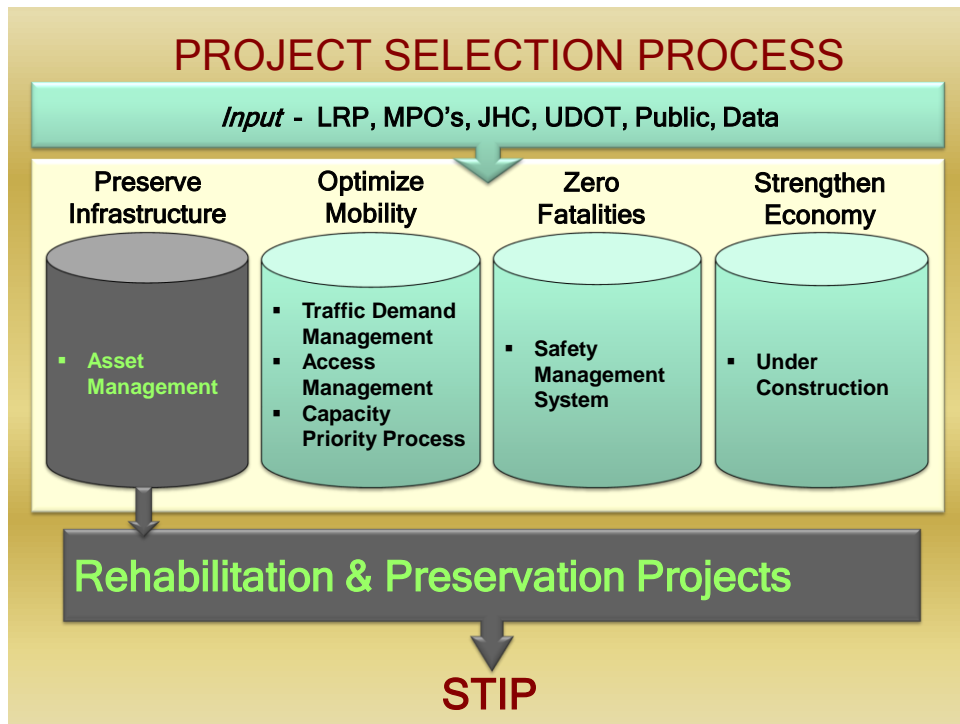 PROJECT SELECTION PROCESS
Input - LRP, MPO’s, JHC, UDOT, Public, Data
Preserve
Infrastructure
▪ Asset
Management
Optimize
Mobility
▪ Traffic Demand
Management
▪ Access
Management
▪ Capacity
Priority Process
Zero
Fatalities
▪ Safety
Management
System
Strengthen
Economy
▪ Under
Construction
Rehabilitation & Preservation Projects
STIP